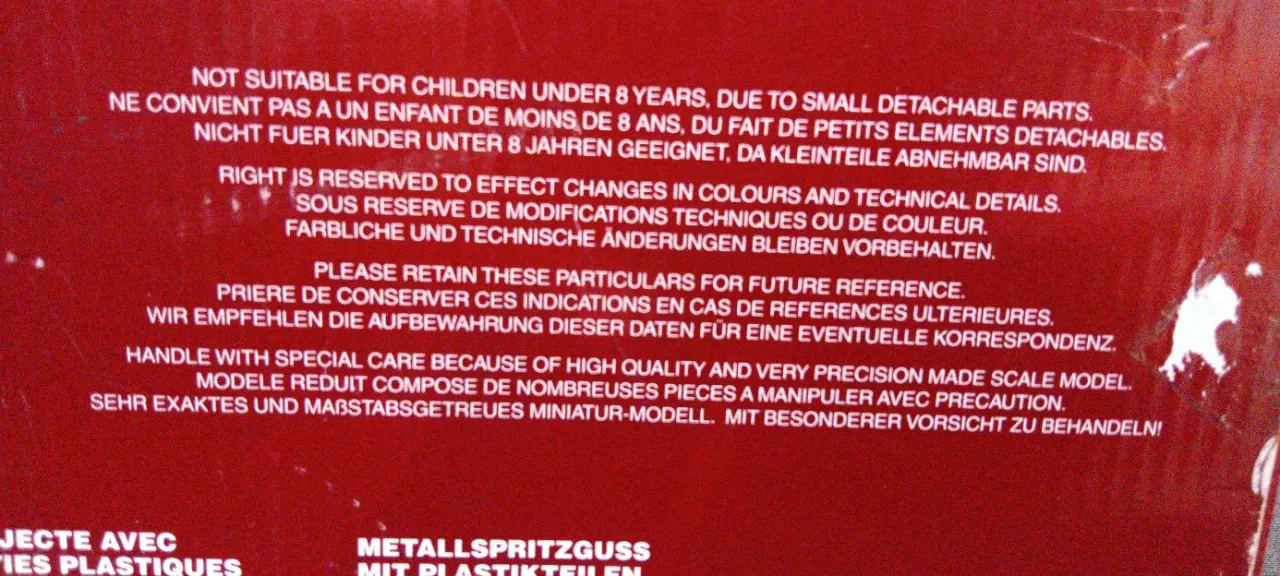 NOT SUITABLE FOR CHILDREN UNDER 8 YEARS, DUE TO SMALL DETACHABLE PARTS.
NE CONVIENT PAS A UN ENFANT DE MOINS DE 8 ANS, DU FAIT DE PETITS ELEMENTS DETACHABLES.
NICHT FUER KINDER UNTER 8 JAHREN GEEIGNET, DA KLEINTEILE ABNEHMBAR SIND.
RIGHT IS RESERVED TO EFFECT CHANGES IN COLOURS AND TECHNICAL DETAILS.
SOUS RESERVE DE MODIFICATIONS TECHNIQUES OU DE COULEUR.
FARBLICHE UND TECHNISCHE ÄNDERUNGEN BLEIBEN VORBEHALTEN.
PLEASE RETAIN THESE PARTICULARS FOR FUTURE REFERENCE.
PRIERE DE CONSERVER CES INDICATIONS EN CAS DE REFERENCES ULTERIEURES.
WIR EMPFEHLEN DIE AUFBEWAHRUNG DIESER DATEN FÜR EINE EVENTUELLE KORRESPONDENZ.
HANDLE WITH SPECIAL CARE BECAUSE OF HIGH QUALITY AND VERY PRECISION MADE SCALE MODEL.
MODELE REDUIT COMPOSE DE NOMBREUSES PIECES A MANIPULER AVEC PRECAUTION.
SEHR EXAKTES UND MAßSTABSGETREUES MINIATUR-MODELL. MIT BESONDERER VORSICHT ZU BEHANDELN!
JECTE AVEC
TIES PLASTIQUES
METALLSPRITZGUSS
MIT PLASTIKTEILEN